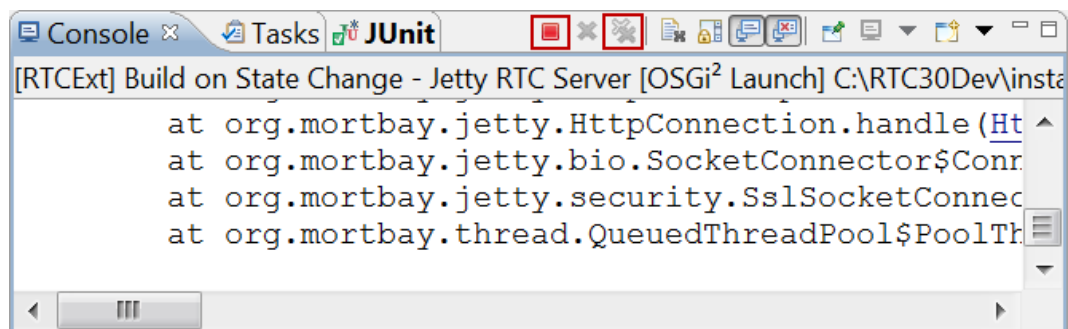 Console Tasks JUnit
[RTCExt] Build on State Change - Jetty RTC Server [OSGi² Launch] C:\RTC30Dev\insta
at org.mortbay.jetty.HttpConnection.handle(Ht
at org.mortbay.jetty.bio.SocketConnector$Conn
at org.mortbay.jetty.security.SslSocketConnec
at org.mortbay.thread.QueuedThreadPool$PoolTh